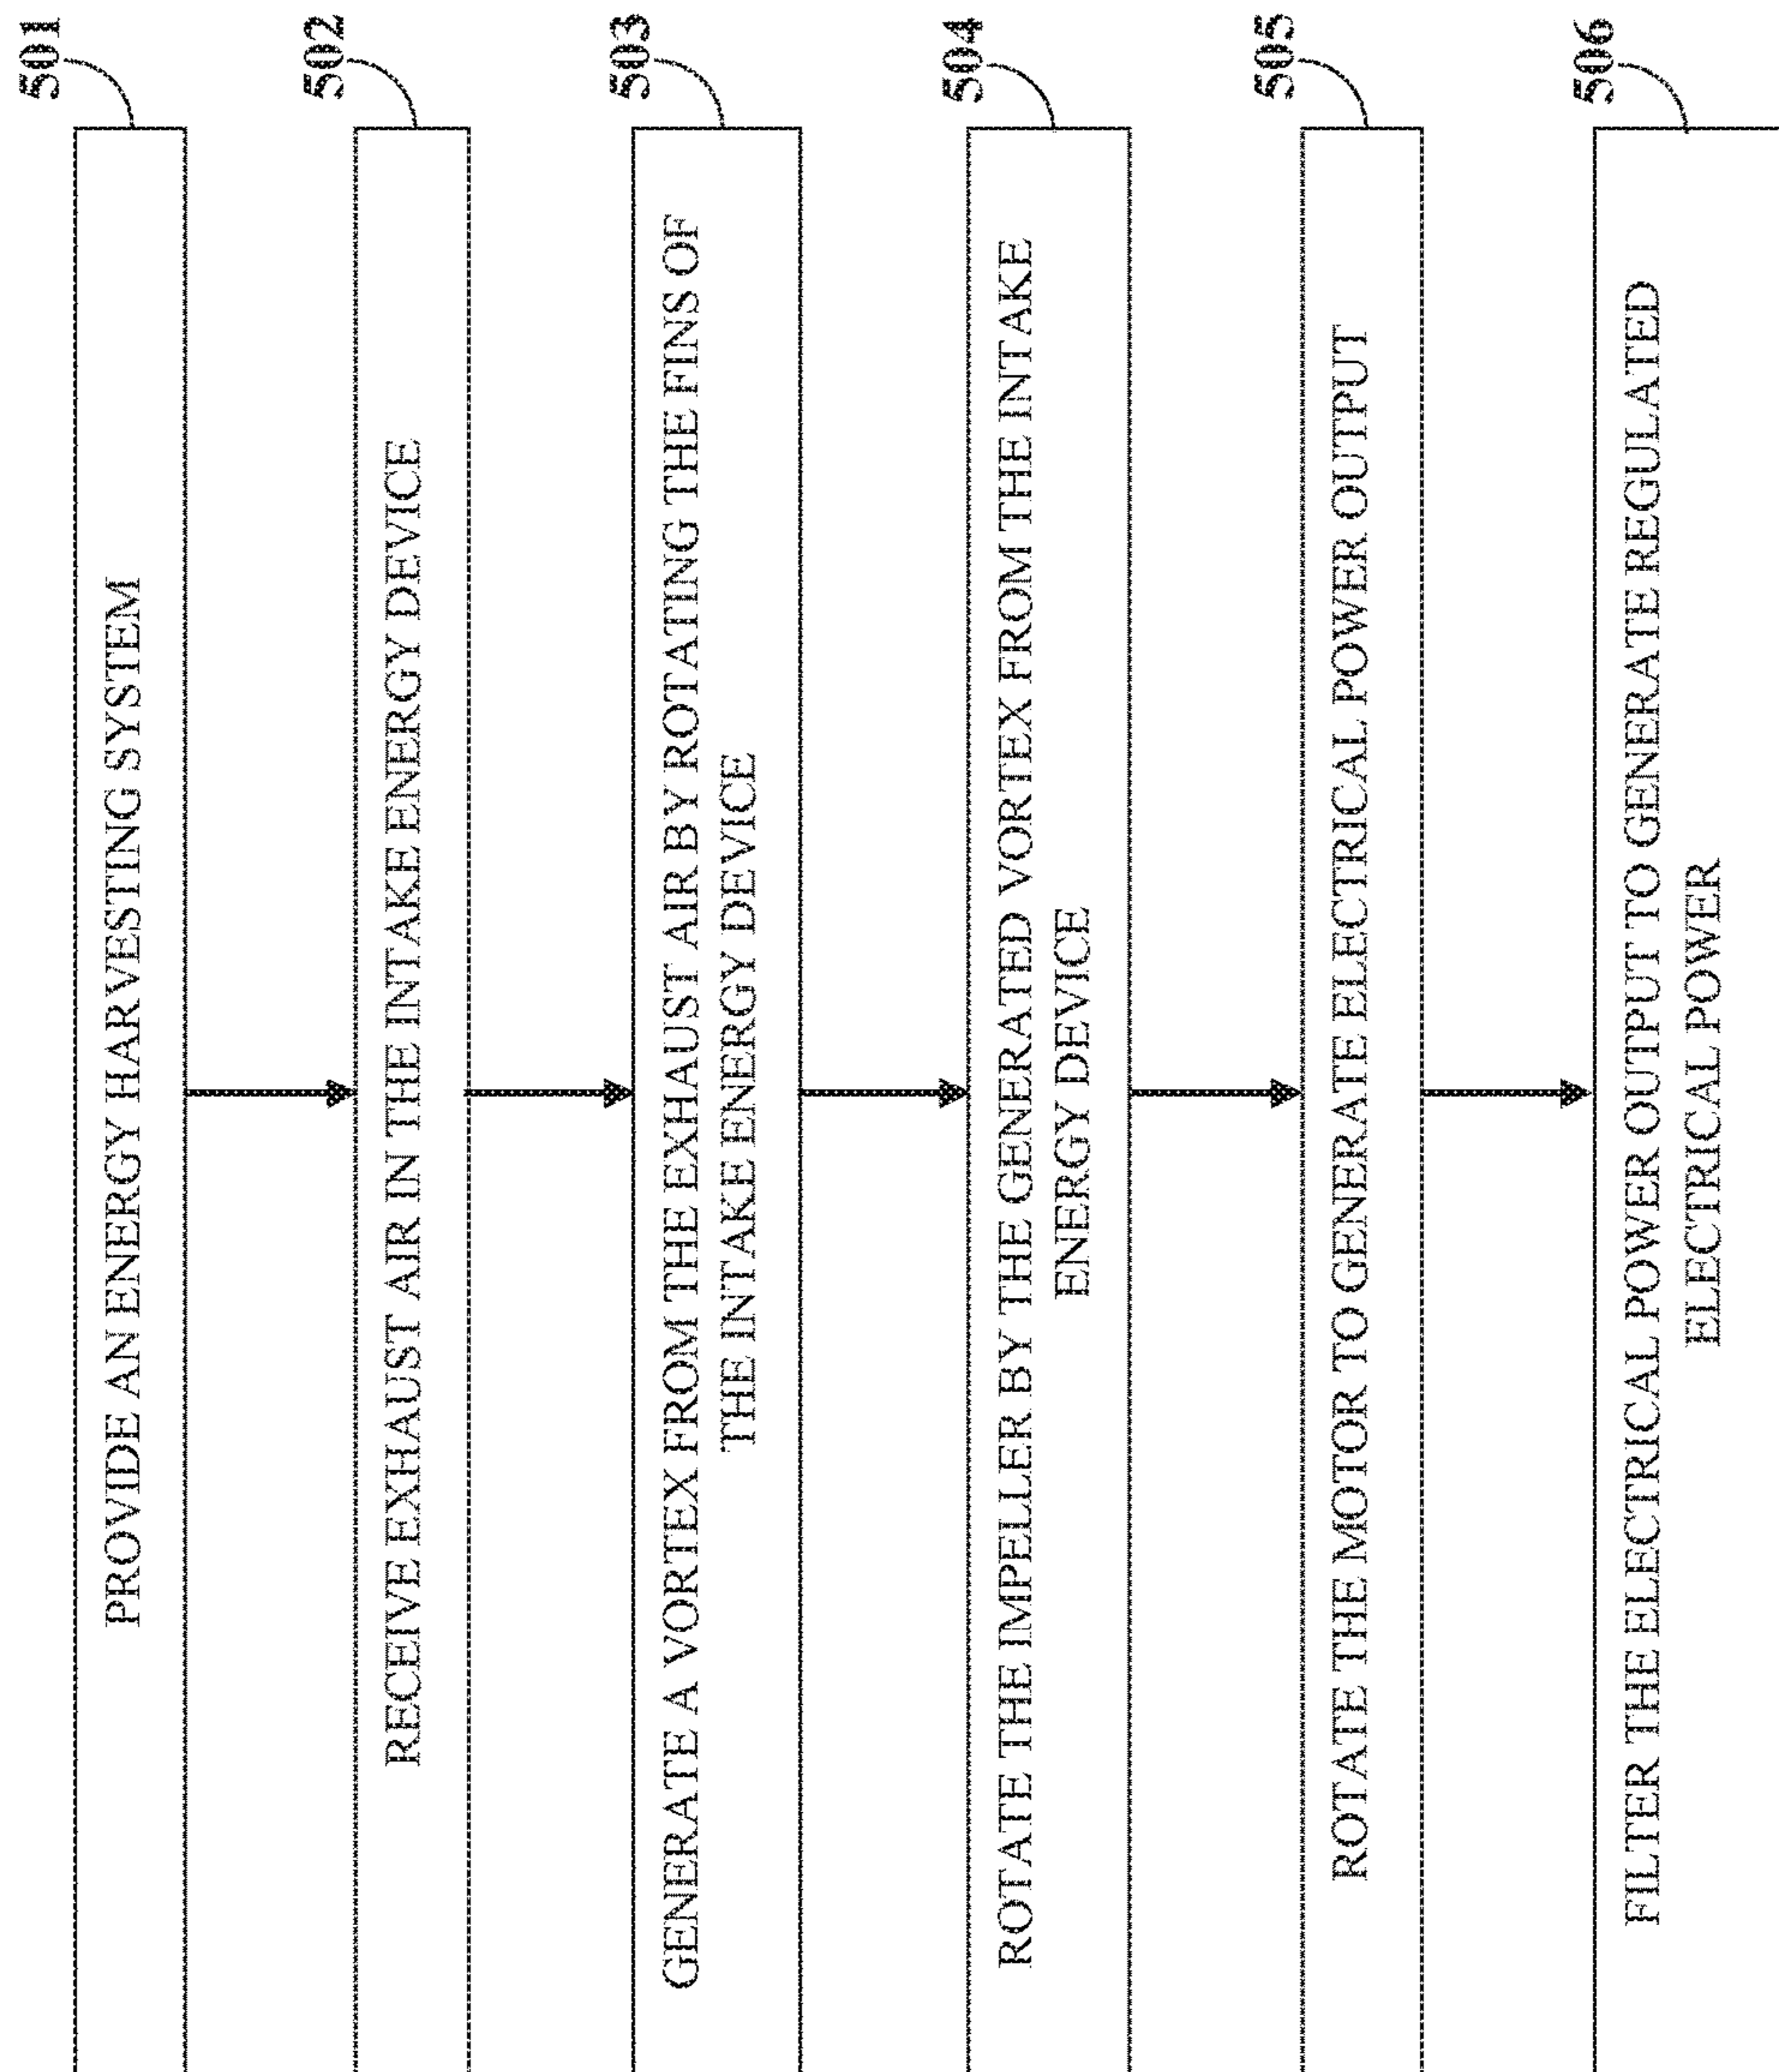 501
PROVIDE AN ENERGY HARVESTING SYSTEM
502
RECEIVE EXHAUST AIR IN THE INTAKE ENERGY DEVICE
503
GENERATE A VORTEX FROM THE EXHAUST AIR BY ROTATING THE FINS OF
THE INTAKE ENERGY DEVICE
504
ROTATE THE IMPELLER BY THE GENERATED VORTEX FROM THE INTAKE
ENERGY DEVICE
505
ROTATE THE MOTOR TO GENERATE ELECTRICAL POWER OUTPUT
506
FILTER THE ELECTRICAL POWER OUTPUT TO GENERATE REGULATED
ELECTRICAL POWER